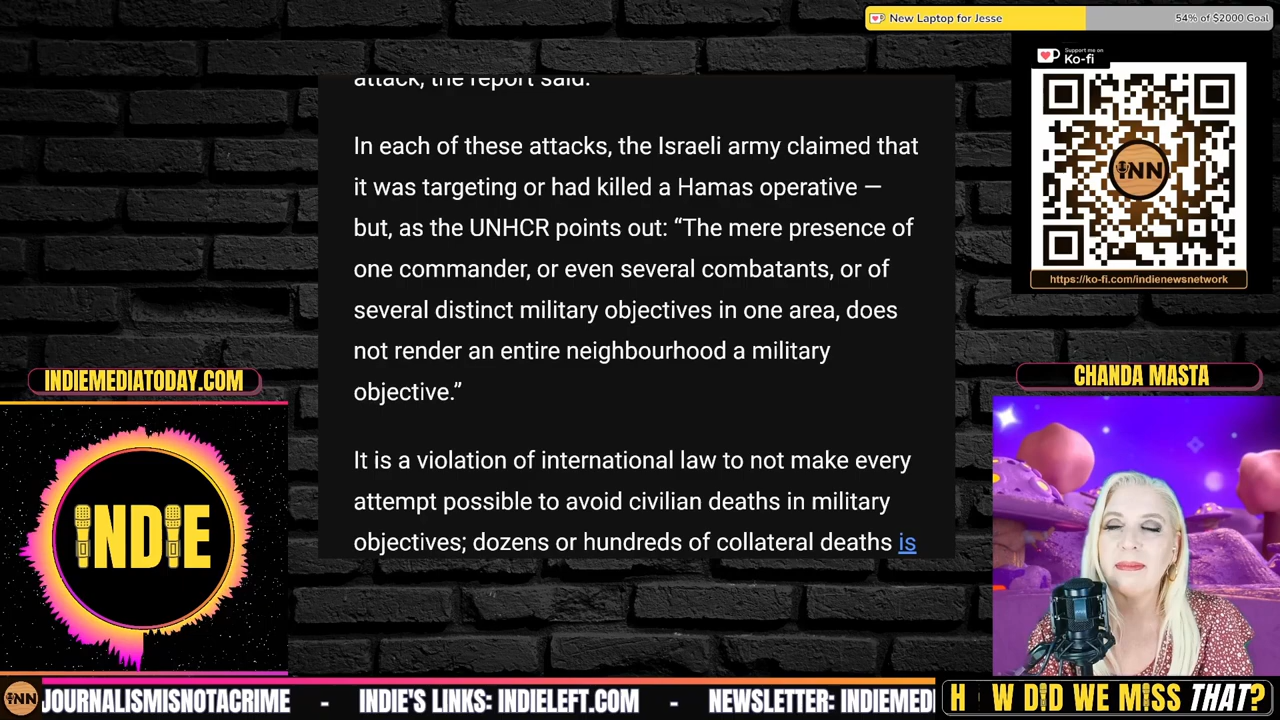 New Laptop for Jesse
54% of $2000 Goal
Support me on
Ko-fi
iNN
https://ko-fi.com/indienewsnetwork
attack, the report said.
In each of these attacks, the Israeli army claimed that
it was targeting or had killed a Hamas operative —
but, as the UNHCR points out: “The mere presence of
one commander, or even several combatants, or of
several distinct military objectives in one area, does
not render an entire neighbourhood a military
objective.”
It is a violation of international law to not make every
attempt possible to avoid civilian deaths in military
objectives; dozens or hundreds of collateral deaths is
INDIEMEDIATODAY.COM
INDIE
CHANDA MASTA
iNN
JOURNALISMISNOTACRIME - INDIE'S LINKS: INDIELEFT.COM - NEWSLETTER: INDIEMEDI
H W DID WE MISS THAT?